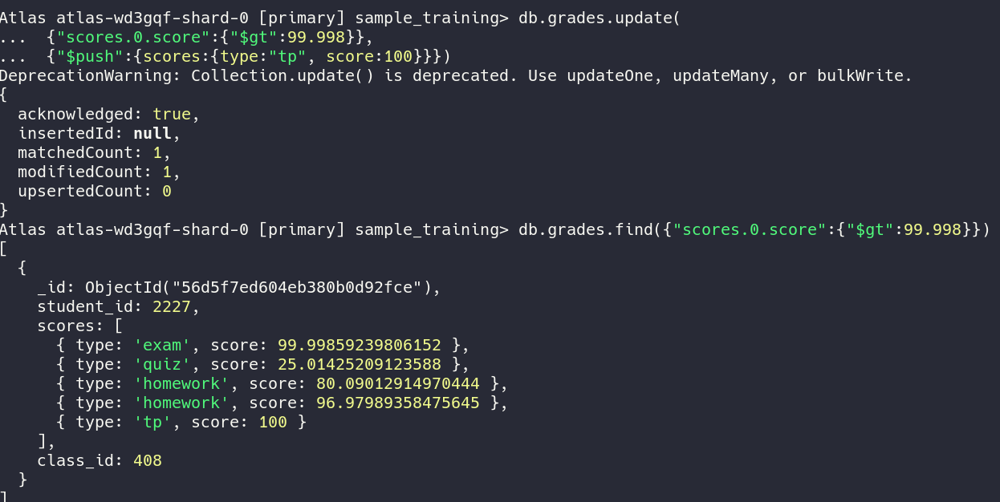 Atlas atlas-wd3gqf-shard-0 [primary] sample_training> db.grades.update(
...  {"scores.0.score":{"$gt":99.998}},
...  {"$push":{scores:{type:"tp", score:100}}})
DeprecationWarning: Collection.update() is deprecated. Use updateOne, updateMany, or bulkWrite.
{
  acknowledged: true,
  insertedId: null,
  matchedCount: 1,
  modifiedCount: 1,
  upsertedCount: 0
}
Atlas atlas-wd3gqf-shard-0 [primary] sample_training> db.grades.find({"scores.0.score":{"$gt":99.998}})
[
  {
    _id: ObjectId("56d5f7ed604eb380b0d92fce"),
    student_id: 2227,
    scores: [
      { type: 'exam', score: 99.99859239806152 },
      { type: 'quiz', score: 25.01425209123588 },
      { type: 'homework', score: 80.09012914970444 },
      { type: 'homework', score: 96.97989358475645 },
      { type: 'tp', score: 100 }
    ],
    class_id: 408
  }
]